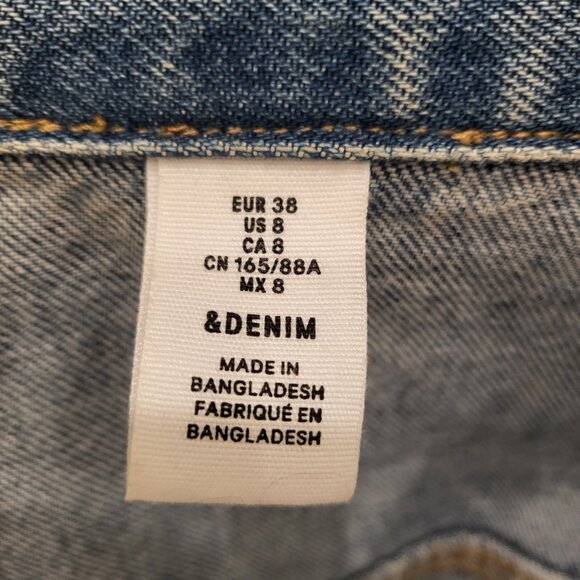 EUR 38
US 8
CA 8
CN 165/88A
MX 8
&DENIM
MADE IN
BANGLADESH
FABRIQUÉ EN
BANGLADESH